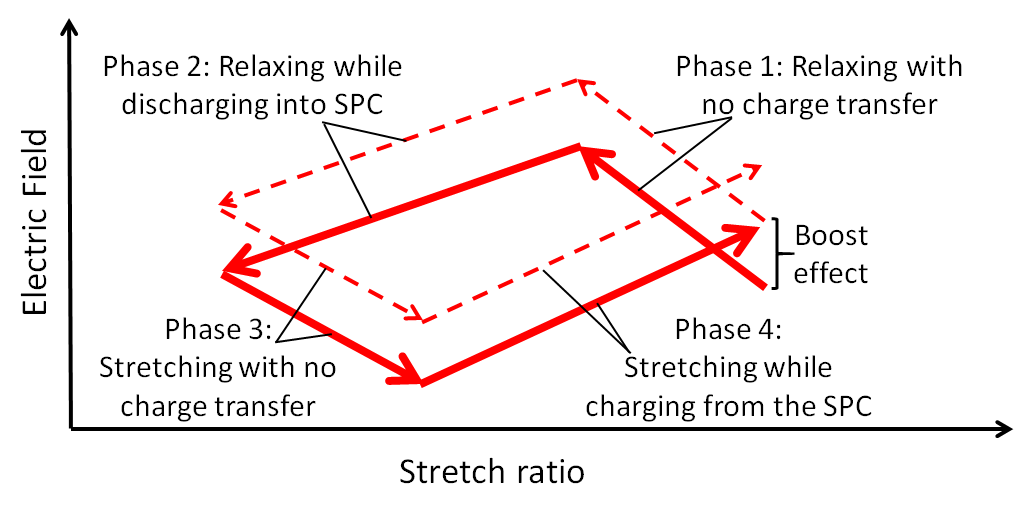 Phase 2: Relaxing while
discharging into SPC
Phase 1: Relaxing with
no charge transfer
Electric Field
Boost
effect
Phase 3:
Stretching with no
charge transfer
Phase 4:
Stretching while
charging from the SPC
Stretch ratio